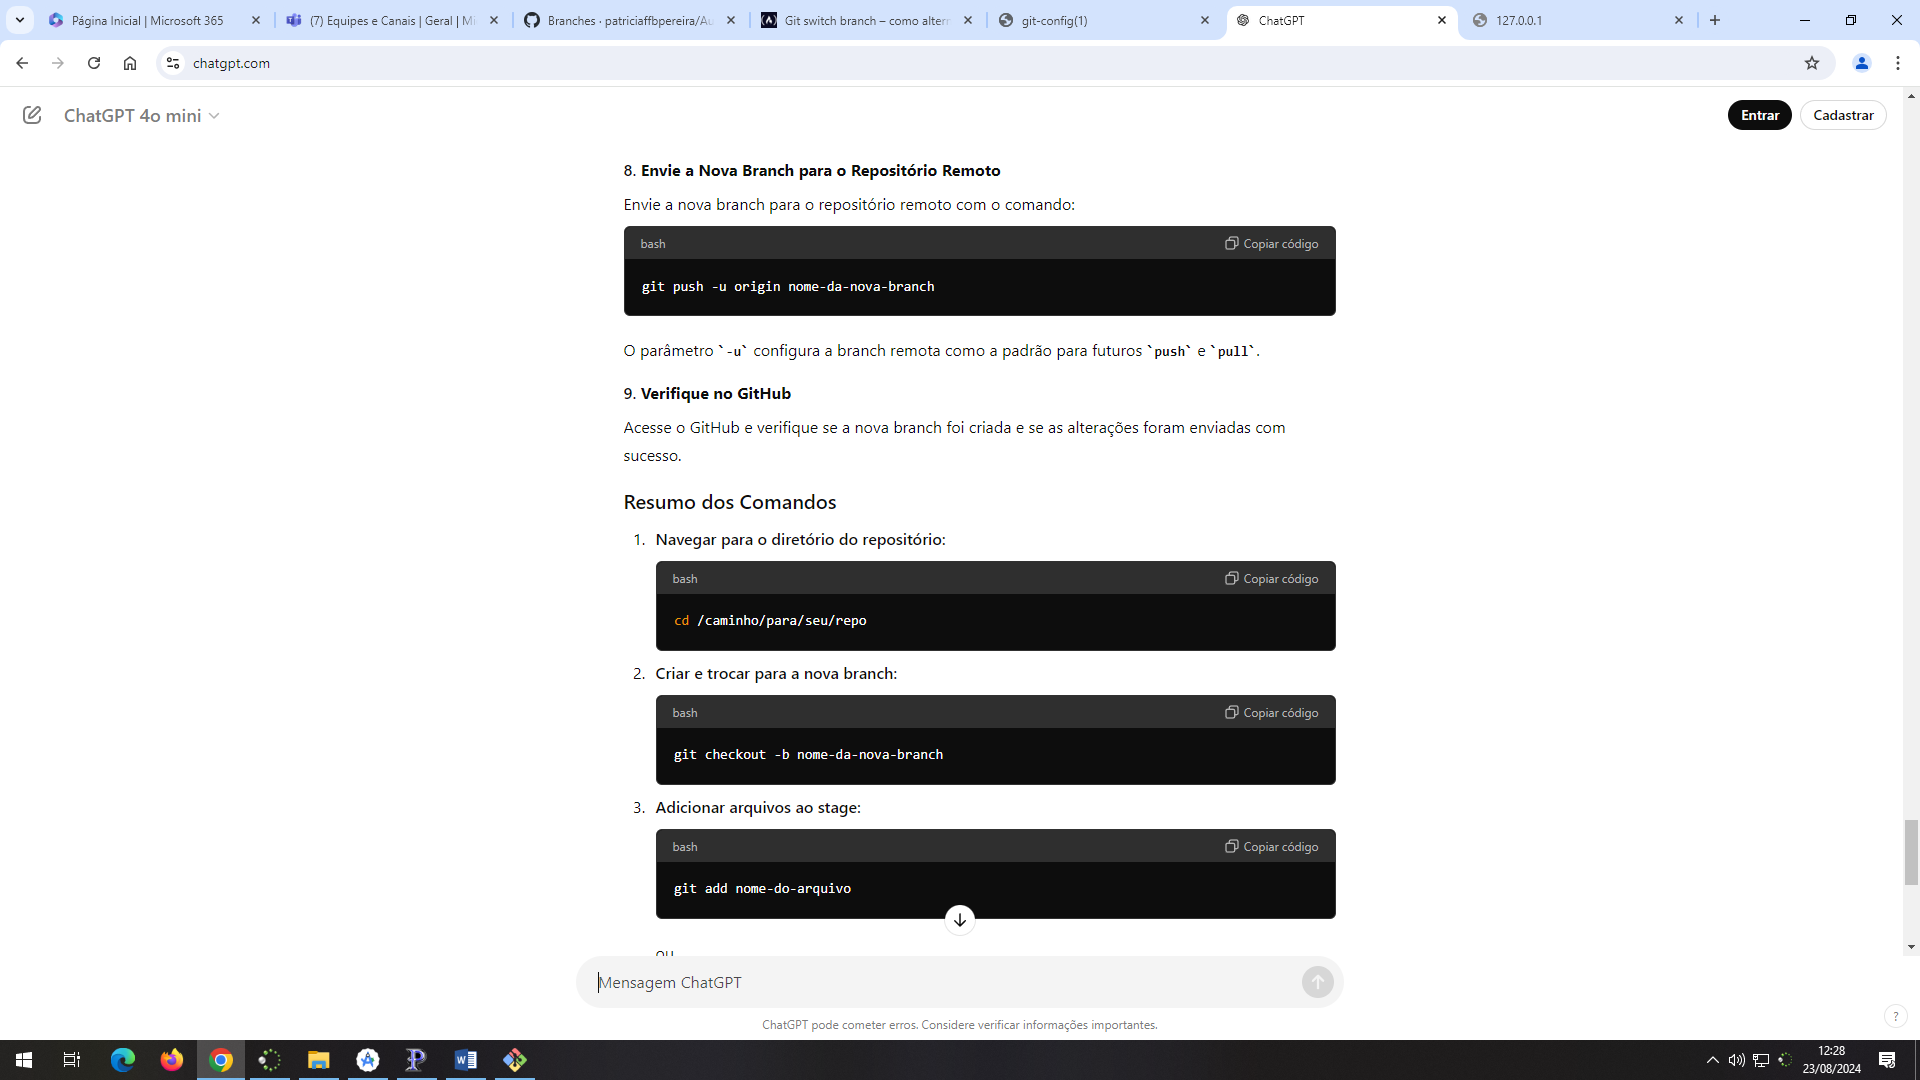 Página Inicial | Microsoft 365
(7) Equipes e Canais | Geral | Mi
Branches · patriciaffbpereira/Au
Git switch branch – como altern
git-config(1)
ChatGPT
127.0.0.1
chatgpt.com
ChatGPT 4o mini
Entrar
Cadastrar
8. Envie a Nova Branch para o Repositório Remoto
Envie a nova branch para o repositório remoto com o comando:
bash
Copiar código
git push -u origin nome-da-nova-branch
O parâmetro `-u` configura a branch remota como a padrão para futuros `push` e `pull`.
9. Verifique no GitHub
Acesse o GitHub e verifique se a nova branch foi criada e se as alterações foram enviadas com
sucesso.
Resumo dos Comandos
1. Navegar para o diretório do repositório:
bash
Copiar código
cd /caminho/para/seu/repo
2. Criar e trocar para a nova branch:
bash
Copiar código
git checkout -b nome-da-nova-branch
3. Adicionar arquivos ao stage:
bash
Copiar código
git add nome-do-arquivo
ou
Mensagem ChatGPT
ChatGPT pode cometer erros. Considere verificar informações importantes.
?
12:28
23/08/2024